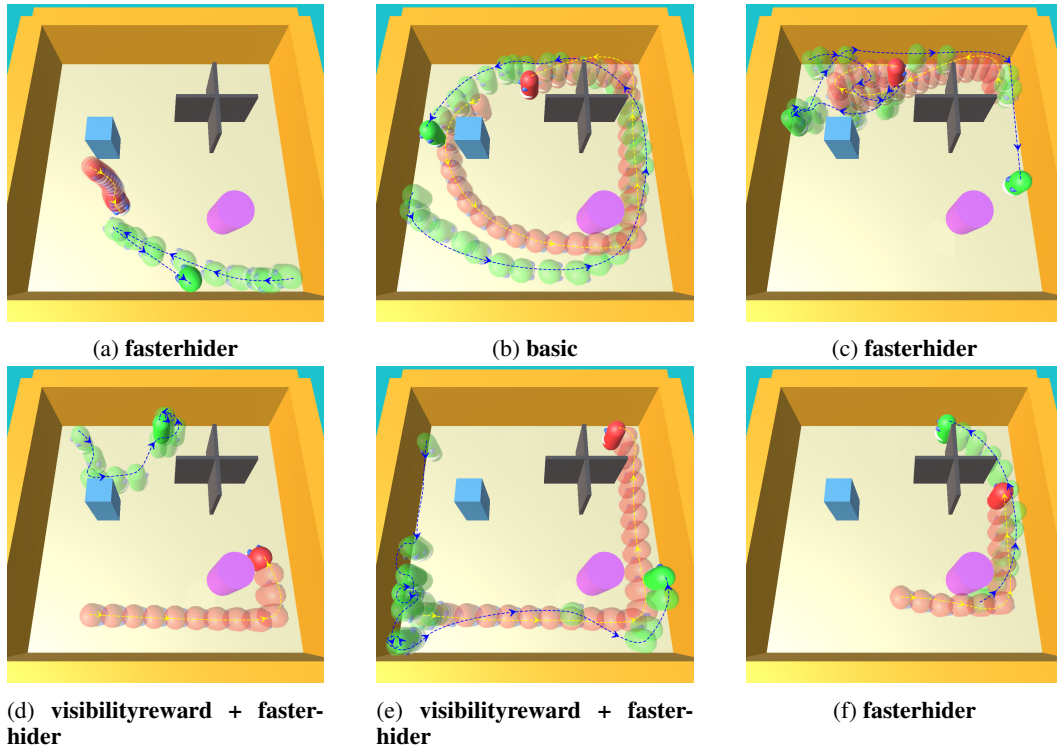 (a) fasterhider
(b) basic
(c) fasterhider
(d) visibilityreward + faster-
hider
(e) visibilityreward + faster-
hider
(f) fasterhider